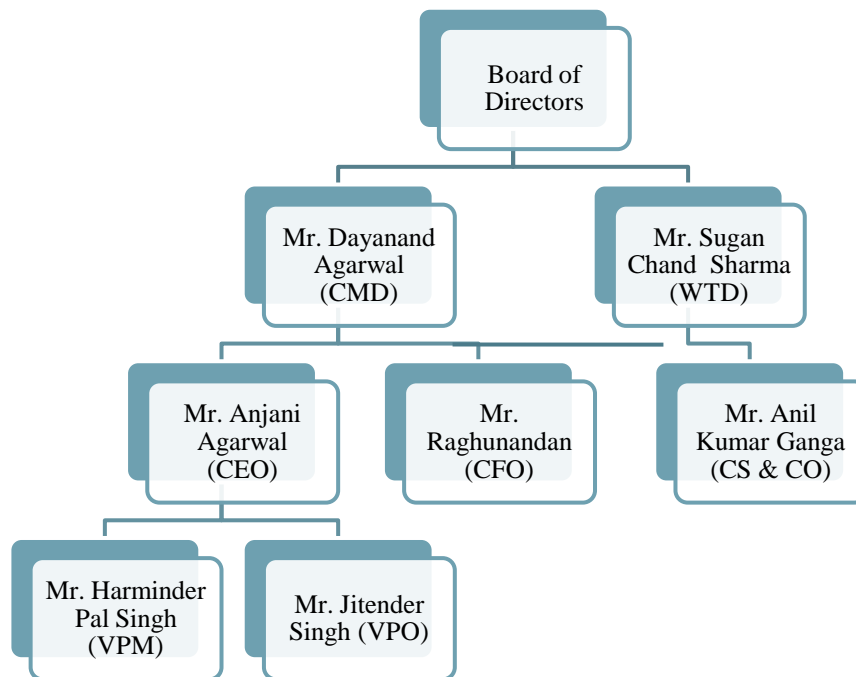 Board of
Directors
Mr. Dayanand
Agarwal
(CMD)
Mr. Sugan
Chand Sharma
(WTD)
Mr. Anjani
Agarwal
(CEO)
Mr.
Raghunandan
(CFO)
Mr. Anil
Kumar Ganga
(CS & CO)
Mr. Harminder
Pal Singh
(VPM)
Mr. Jitender
Singh (VPO)